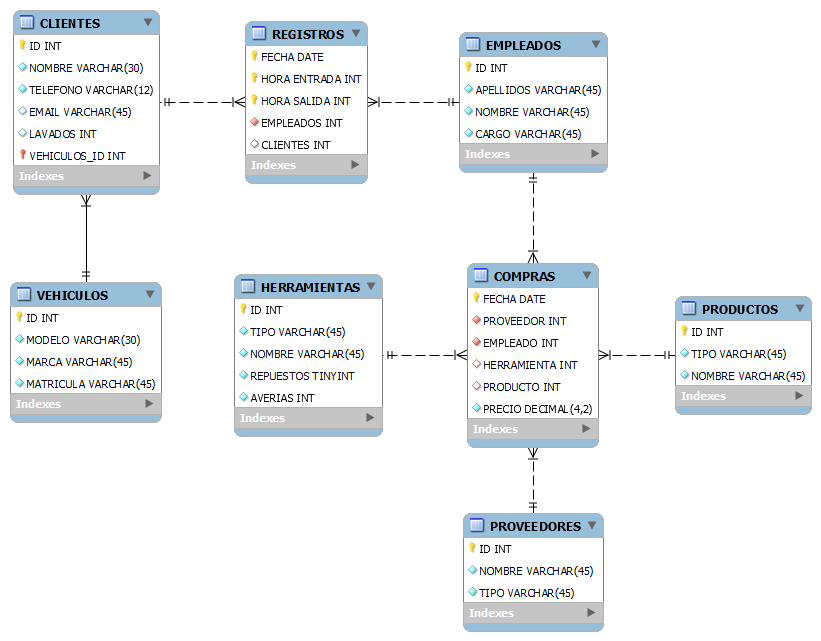 CLIENTES
ID INT
NOMBRE VARCHAR(30)
TELEFONO VARCHAR(12)
EMAIL VARCHAR(45)
LAVADOS INT
VEHICULOS_ID INT
Indexes
REGISTROS
FECHA DATE
HORA ENTRADA INT
HORA SALIDA INT
EMPLEADOS INT
CLIENTES INT
Indexes
EMPLEADOS
ID INT
APELLIDOS VARCHAR(45)
NOMBRE VARCHAR(45)
CARGO VARCHAR(45)
Indexes
VEHICULOS
ID INT
MODELO VARCHAR(30)
MARCA VARCHAR(45)
MATRICULA VARCHAR(45)
Indexes
HERRAMIENTAS
ID INT
TIPO VARCHAR(45)
NOMBRE VARCHAR(45)
REPUESTOS TINYINT
AVERIAS INT
Indexes
COMPRAS
FECHA DATE
PROVEEDOR INT
EMPLEADO INT
HERRAMIENTA INT
PRODUCTO INT
PRECIO DECIMAL(4,2)
Indexes
PRODUCTOS
ID INT
TIPO VARCHAR(45)
NOMBRE VARCHAR(45)
Indexes
PROVEEDORES
ID INT
NOMBRE VARCHAR(45)
TIPO VARCHAR(45)
Indexes